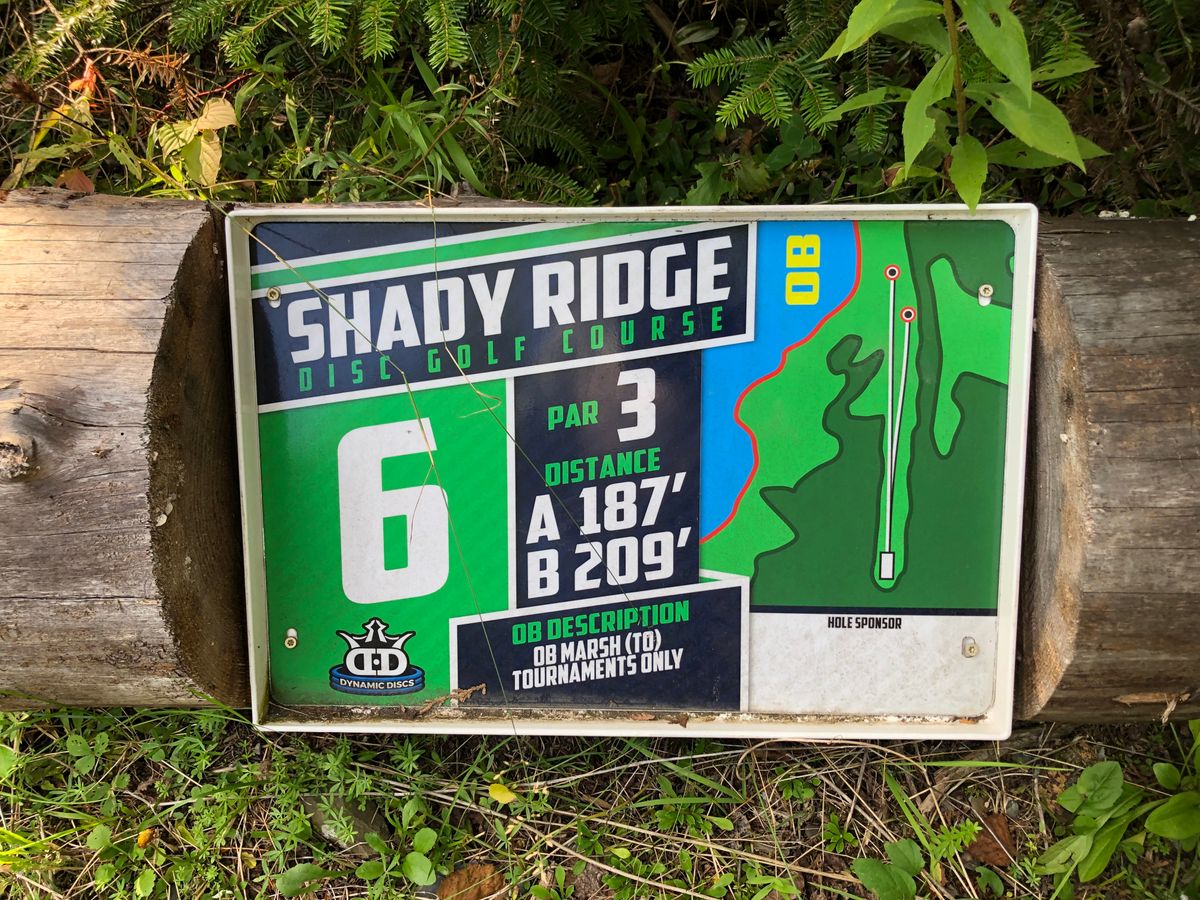 SHADY RIDGE
DISC GOLF COURSE
6
PAR 3
DISTANCE
A 187'
B 209'
OB DESCRIPTION
OB MARSH (TO)
TOURNAMENTS ONLY
DD
DYNAMIC DISCS
OB
HOLE SPONSOR